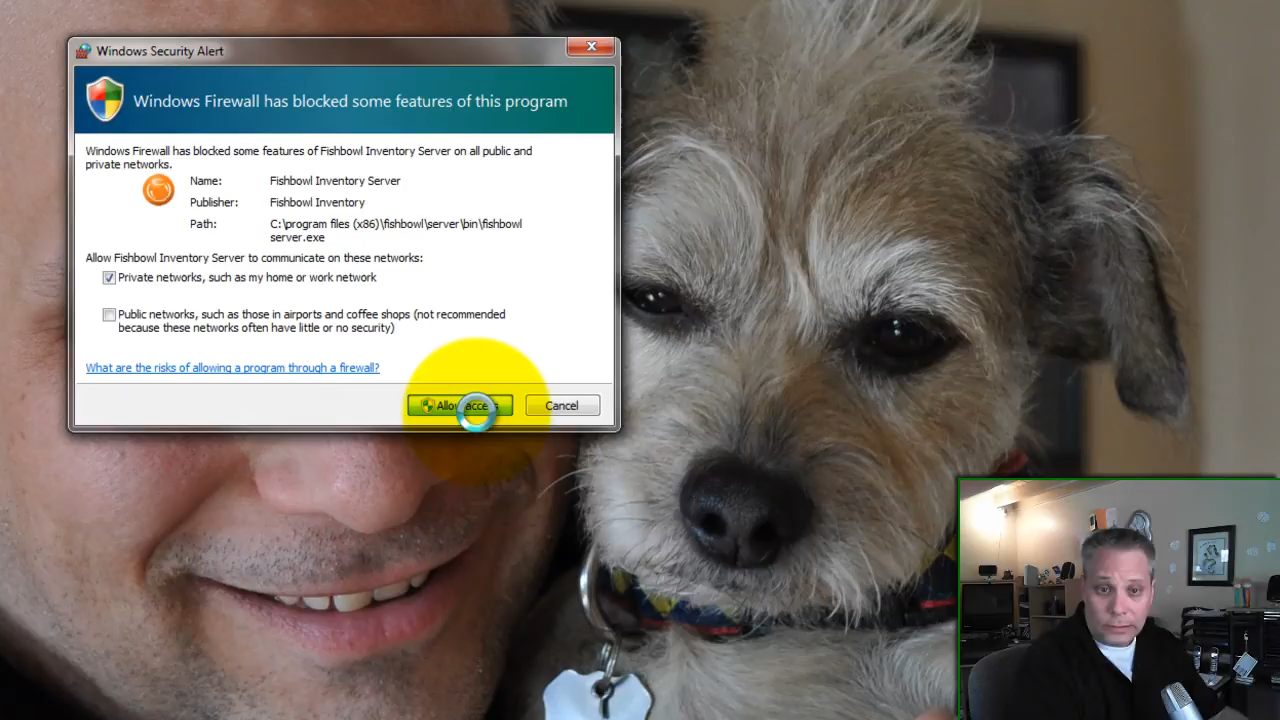 Windows Security Alert
Windows Firewall has blocked some features of this program
Windows Firewall has blocked some features of Fishbowl Inventory Server on all public and
private networks.
Name: Fishbowl Inventory Server
Publisher: Fishbowl Inventory
Path: C:\program files (x86)\fishbowl\server\bin\fishbowl
server.exe
Allow Fishbowl Inventory Server to communicate on these networks:
Private networks, such as my home or work network
Public networks, such as those in airports and coffee shops (not recommended
because these networks often have little or no security)
What are the risks of allowing a program through a firewall?
Allow access Cancel